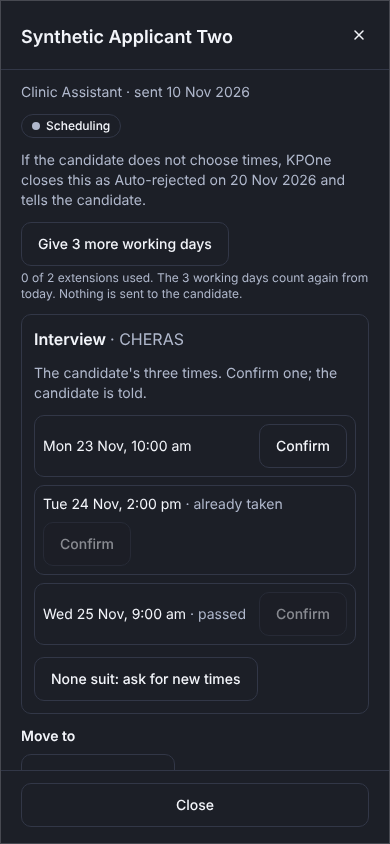 Synthetic Applicant Two
Clinic Assistant · sent 10 Nov 2026
Scheduling
If the candidate does not choose times, KPOne
closes this as Auto-rejected on 20 Nov 2026 and
tells the candidate.
Give 3 more working days
0 of 2 extensions used. The 3 working days count again from
today. Nothing is sent to the candidate.
Interview · CHERAS
The candidate's three times. Confirm one; the
candidate is told.
Mon 23 Nov, 10:00 am
Confirm
Tue 24 Nov, 2:00 pm · already taken
Confirm
Wed 25 Nov, 9:00 am · passed
Confirm
None suit: ask for new times
Move to
Close